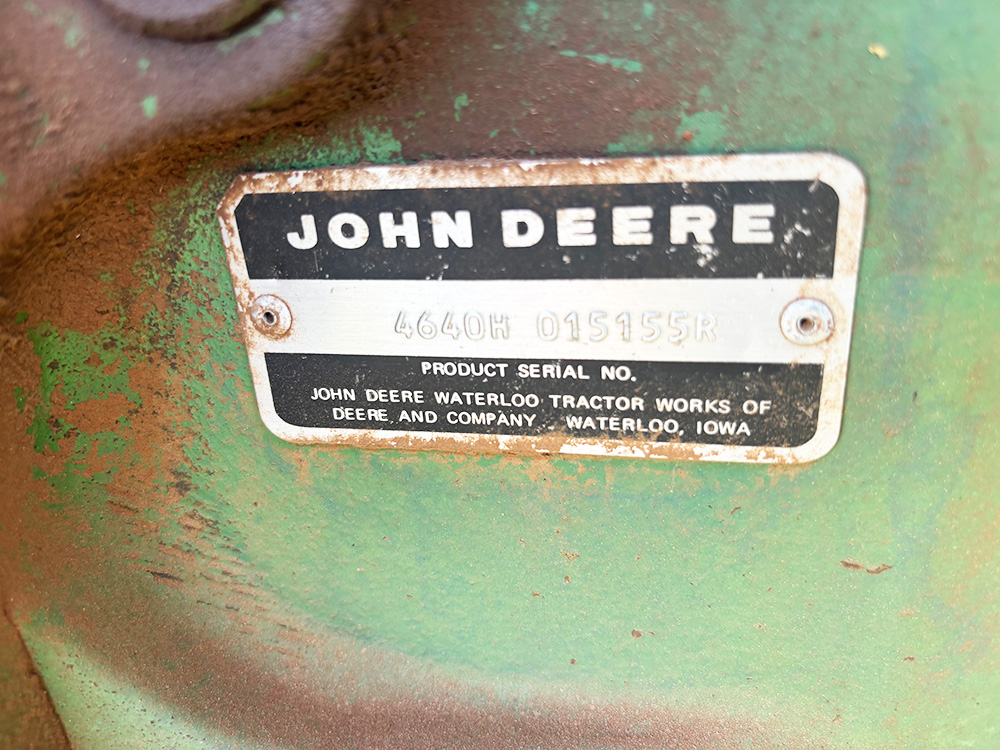 JOHN DEERE
4640H 015155R
PRODUCT SERIAL NO.
JOHN DEERE WATERLOO TRACTOR WORKS OF
DEERE AND COMPANY WATERLOO, IOWA